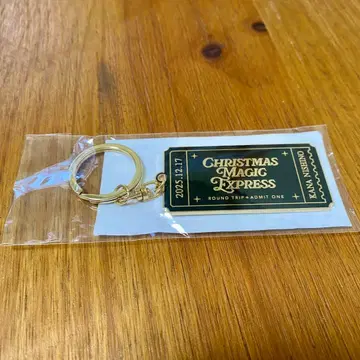 2025.12.17
CHRISTMAS
MAGIC
EXPRESS
ROUND TRIP + ADMIT ONE
KANA NISHINO